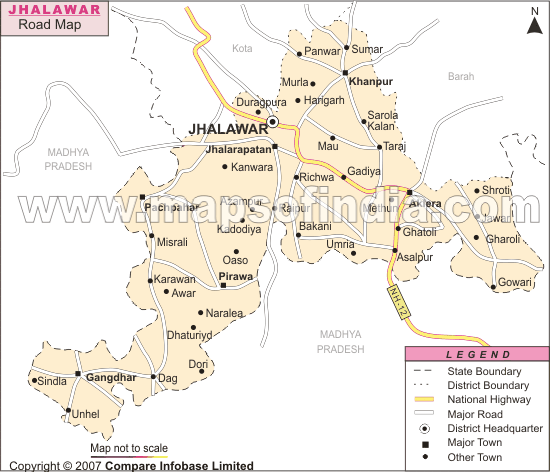 JHALAWAR
Road Map
N
Kota
Panwar
Sumar
Khanpur
Barah
Murla
Harigarh
Duragpura
JHALAWAR
Sarola
Kalan
Mau
Taraj
Jhalarapatan
MADHYA
PRADESH
Kanwara
Richwa
Gadiya
Aklera
Shroti
Pachpahar
Azampur
Raipur
Methun
www.mapsofindia.com
Jawar
Kadodiya
Bakani
Ghatoli
Misrali
Umria
Gharoli
Oaso
Asalpur
Karawan
Awar
Pirawa
Gowari
NH-12
Naralea
Dhaturiyd
MADHYA
PRADESH
Dori
Sindla
Gangdhar
Dag
Unhel
LEGEND
State Boundary
District Boundary
National Highway
Major Road
District Headquarter
Major Town
Other Town
Map not to scale
Copyright © 2007 Compare Infobase Limited